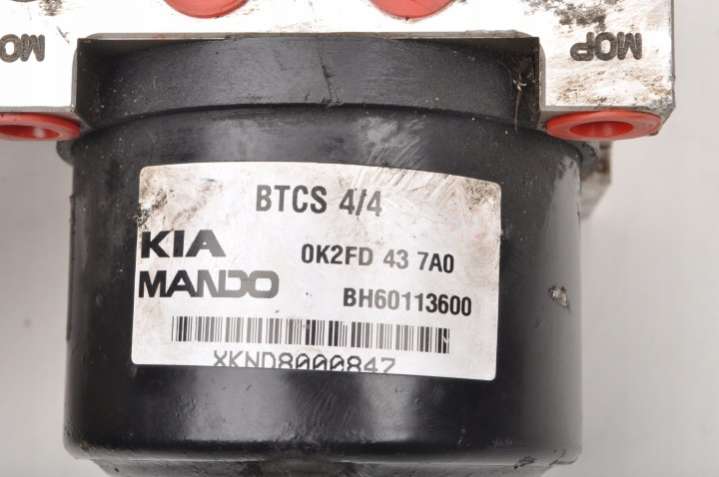 MOP
MOP
BTCS 4/4
KIA 0K2FD 43 7A0
MANDO BH60113600
XKND8000847